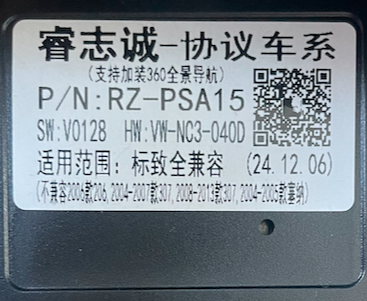 睿志诚-协议车系
(支持加装360全景导航)
P/N:RZ-PSA15
SW:V0128 HW:VW-NC3-040D
适用范围: 标致全兼容 (24.12.06)
(不兼容2006款206,2004-2007款307,2008-2013款307,2004-2005款塞纳)